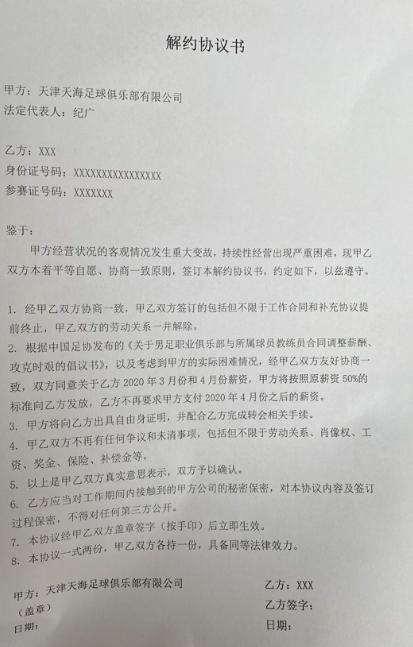 解约协议书
甲方：天津天海足球俱乐部有限公司
法定代表人：纪广
乙方：XXX
身份证号码：XXXXXXXXXXXXXXXX
参赛证号码：XXXXXXX
鉴于：
甲方经营状况的客观情况发生重大变故，持续性经营出现严重困难，现甲乙
双方本着平等自愿、协商一致原则，签订本解约协议，约定如下，以兹遵守。
1. 经甲乙双方协商一致，甲乙双方签订的包括但不限于工作合同和补充协议提
前终止，甲乙双方的劳动关系一并解除。
2. 根据中国足协发布的《关于男足职业俱乐部与所属球员教练员合同调整薪酬、
攻克时艰的倡议书》，以及考虑到甲方的实际困难情况，经甲乙双方友好协商一
致，双方同意关于乙方 2020 年 3 月份和 4 月份薪资，甲方将按照原薪资 50%的
标准向乙方发放，乙方不再要求甲方支付 2020 年 4 月份之后的薪资。
3. 甲方将向乙方出具自由身证明，并配合乙方完成转会相关手续。
4. 甲乙双方不再有任何争议和未清事项，包括但不限于劳动关系、肖像权、工
资、奖金、保险、补偿金等。
5. 以上是甲乙双方真实意思表示，双方予以确认。
6. 乙方应当对工作期间内接触到的甲方公司的秘密保密，对本协议内容及签订
过程保密，不得对任何第三方公开。
7. 本协议经甲乙双方盖章签字（按手印）后立即生效。
8. 本协议一式两份，甲乙双方各持一份，具备同等法律效力。
甲方：天津天海足球俱乐部有限公司 乙方：XXX
（盖章） 乙方签字：
日期： 日期：